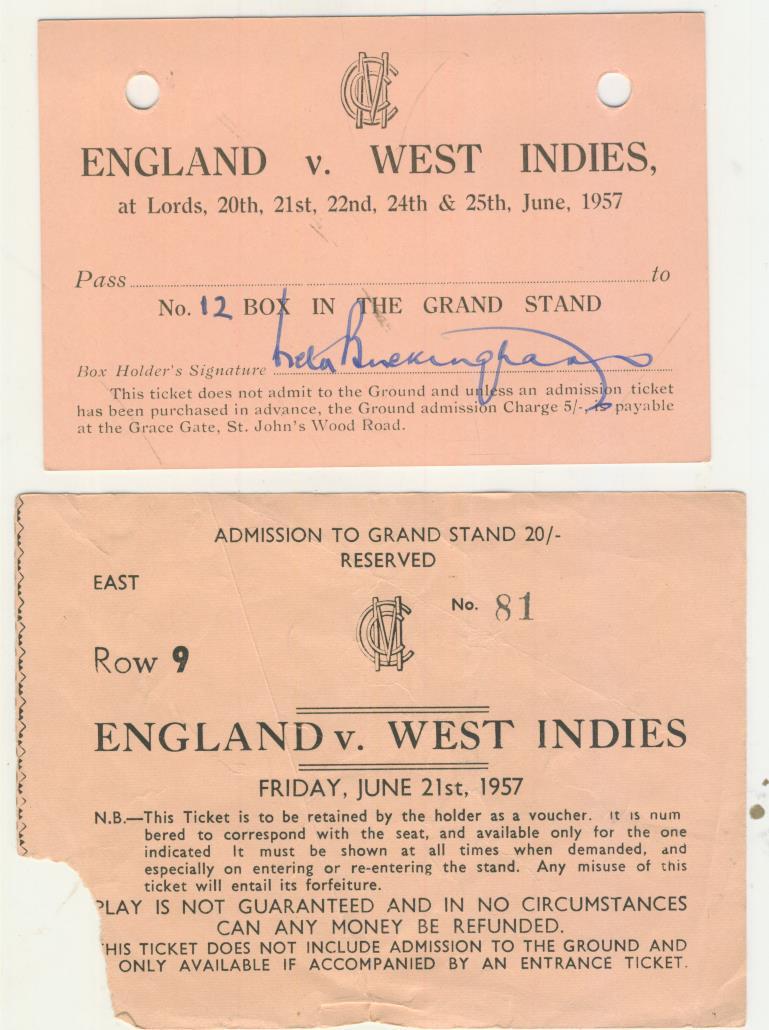 MCC
ENGLAND v. WEST INDIES,
at Lords, 20th, 21st, 22nd, 24th & 25th, June, 1957
Pass to
No. 12 BOX IN THE GRAND STAND
Box Holder's Signature Buckingham
This ticket does not admit to the Ground and unless an admission ticket
has been purchased in advance, the Ground admission Charge 5/-, is payable
at the Grace Gate, St. John's Wood Road.
ADMISSION TO GRAND STAND 20/-
RESERVED
EAST
No. 81
MCC
Row 9
ENGLAND v. WEST INDIES
FRIDAY, JUNE 21st, 1957
N.B.—This Ticket is to be retained by the holder as a voucher. It is num
bered to correspond with the seat, and available only for the one
indicated It must be shown at all times when demanded, and
especially on entering or re-entering the stand. Any misuse of this
ticket will entail its forfeiture.
PLAY IS NOT GUARANTEED AND IN NO CIRCUMSTANCES
CAN ANY MONEY BE REFUNDED.
HIS TICKET DOES NOT INCLUDE ADMISSION TO THE GROUND AND
ONLY AVAILABLE IF ACCOMPANIED BY AN ENTRANCE TICKET.